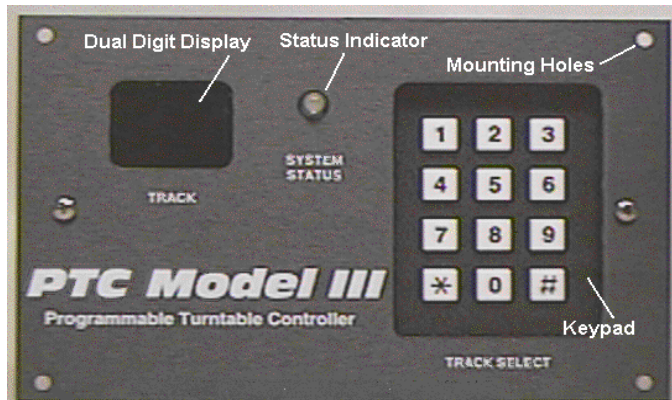 Dual Digit Display
Status Indicator
Mounting Holes
SYSTEM
STATUS
TRACK
1 2 3
4 5 6
7 8 9
* 0 #
PTC Model III
Programmable Turntable Controller
Keypad
TRACK SELECT